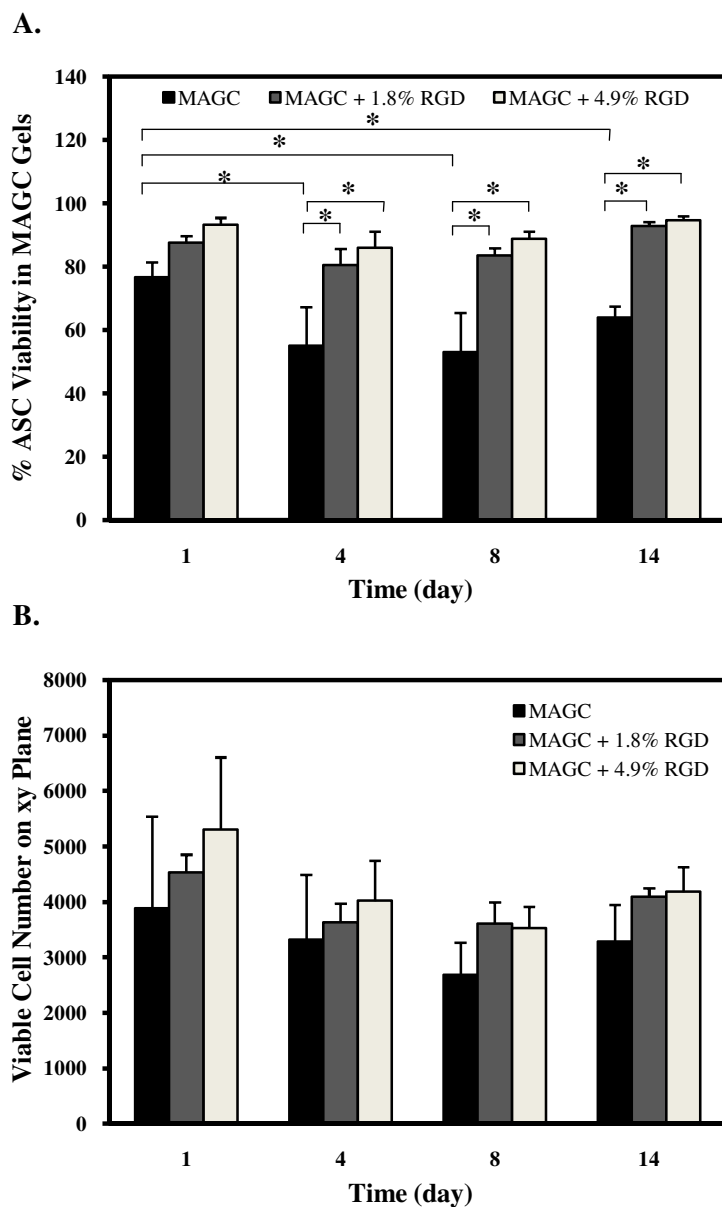 A.
% ASC Viability in MAGC Gels
140
120
100
80
60
40
20
0
MAGC MAGC + 1.8% RGD MAGC + 4.9% RGD
*
*
* *
*
*
*
*
*
1 4 8 14
Time (day)
B.
Viable Cell Number on xy Plane
8000
7000
6000
5000
4000
3000
2000
1000
0
MAGC
MAGC + 1.8% RGD
MAGC + 4.9% RGD
1 4 8 14
Time (day)